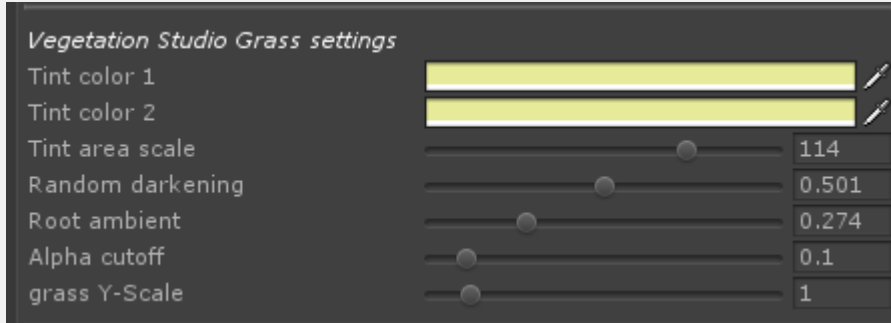 Vegetation Studio Grass settings
Tint color 1
Tint color 2
Tint area scale 114
Random darkening 0.501
Root ambient 0.274
Alpha cutoff 0.1
grass Y-Scale 1